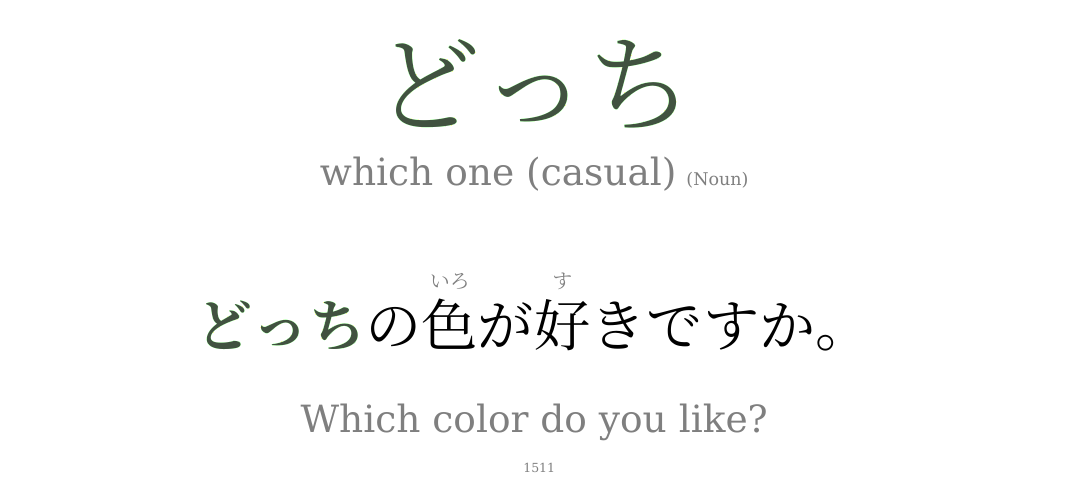 どっち
which one (casual) (Noun)
いろ す
どっちの色が好きですか。
Which color do you like?
1511